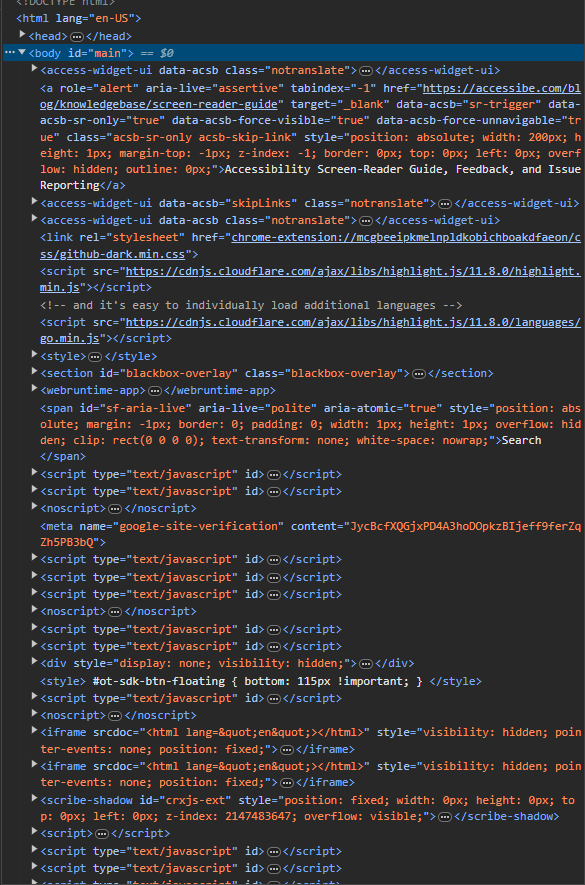 <!DOCTYPE html>
<html lang="en-US">
<head> ⋯ </head>
⋯ <body id="main"> == $0
<access-widget-ui data-acsb class="notranslate"> ⋯ </access-widget-ui>
<a role="alert" aria-live="assertive" tabindex="-1" href="https://accessibe.com/bl
og/knowledgebase/screen-reader-guide" target="_blank" data-acsb="sr-trigger" data-
acsb-sr-only="true" data-acsb-force-visible="true" data-acsb-force-unnavigable="tr
ue" class="acsb-sr-only acsb-skip-link" style="position: absolute; width: 200px; h
eight: 1px; margin-top: -1px; z-index: -1; border: 0px; top: 0px; left: 0px; overf
low: hidden; outline: 0px;">Accessibility Screen-Reader Guide, Feedback, and Issue
Reporting</a>
<access-widget-ui data-acsb="skipLinks" class="notranslate"> ⋯ </access-widget-ui>
<access-widget-ui data-acsb class="notranslate"> ⋯ </access-widget-ui>
<link rel="stylesheet" href="chrome-extension://mcgbeeipkmelnpldkobichboakdfaeon/c
ss/github-dark.min.css">
<script src="https://cdnjs.cloudflare.com/ajax/libs/highlight.js/11.8.0/highlight.
min.js"></script>
<!-- and it's easy to individually load additional languages -->
<script src="https://cdnjs.cloudflare.com/ajax/libs/highlight.js/11.8.0/languages/
go.min.js"></script>
<style> ⋯ </style>
<section id="blackbox-overlay" class="blackbox-overlay"> ⋯ </section>
<webruntime-app> ⋯ </webruntime-app>
<span id="sf-aria-live" aria-live="polite" aria-atomic="true" style="position: abs
olute; margin: -1px; border: 0; padding: 0; width: 1px; height: 1px; overflow: hid
den; clip: rect(0 0 0 0); text-transform: none; white-space: nowrap;">Search
</span>
<script type="text/javascript" id> ⋯ </script>
<script type="text/javascript" id> ⋯ </script>
<noscript> ⋯ </noscript>
<meta name="google-site-verification" content="JycBcfXQGjxPD4A3hoDOpkzBIjeff9ferZq
Zh5PB3bQ">
<script type="text/javascript" id> ⋯ </script>
<script type="text/javascript" id> ⋯ </script>
<script type="text/javascript" id> ⋯ </script>
<noscript> ⋯ </noscript>
<script type="text/javascript" id> ⋯ </script>
<script type="text/javascript" id> ⋯ </script>
<div style="display: none; visibility: hidden;"> ⋯ </div>
<style> #ot-sdk-btn-floating { bottom: 115px !important; } </style>
<script type="text/javascript" id> ⋯ </script>
<noscript> ⋯ </noscript>
<iframe srcdoc="<html lang=&quot;en&quot;></html>" style="visibility: hidden; poin
ter-events: none; position: fixed;"> ⋯ </iframe>
<iframe srcdoc="<html lang=&quot;en&quot;></html>" style="visibility: hidden; poin
ter-events: none; position: fixed;"> ⋯ </iframe>
<scribe-shadow id="crxjs-ext" style="position: fixed; width: 0px; height: 0px; to
p: 0px; left: 0px; z-index: 2147483647; overflow: visible;"> ⋯ </scribe-shadow>
<script> ⋯ </script>
<script type="text/javascript" id> ⋯ </script>
<script type="text/javascript" id> ⋯ </script>